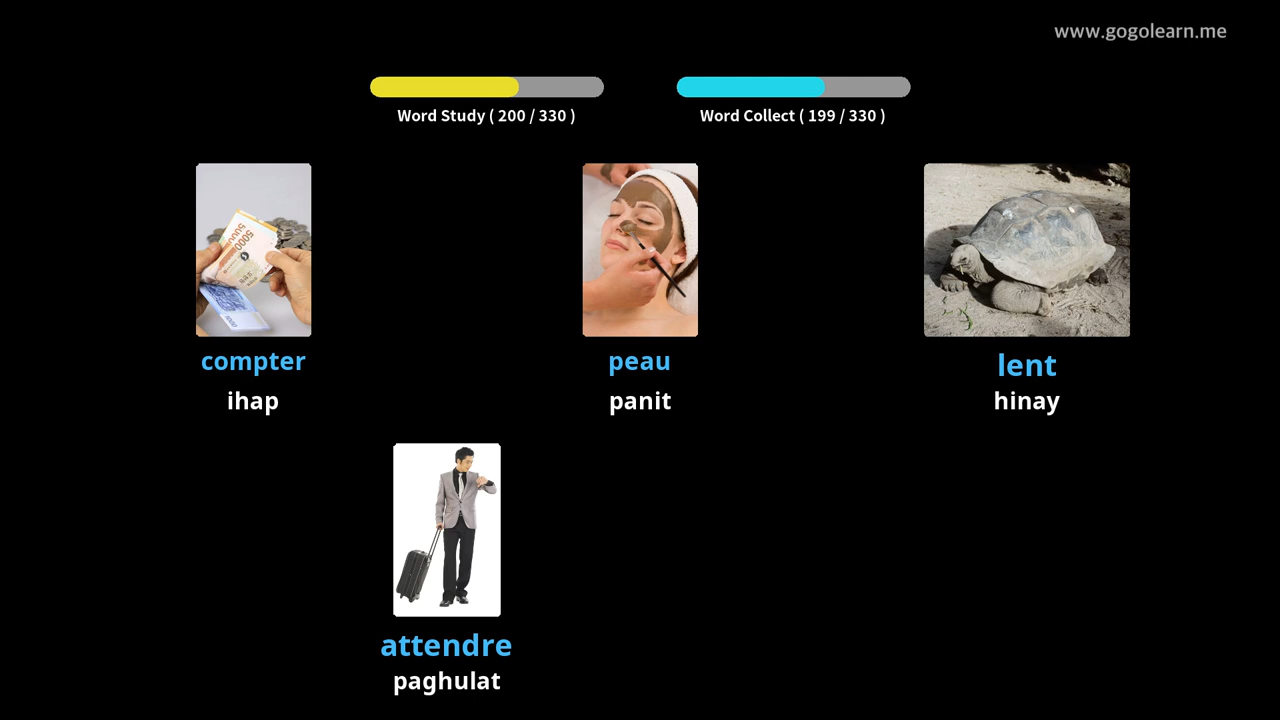 www.gogolearn.me
Word Study ( 200 / 330 )
Word Collect ( 199 / 330 )
compter
ihap
peau
panit
lent
hinay
attendre
paghulat